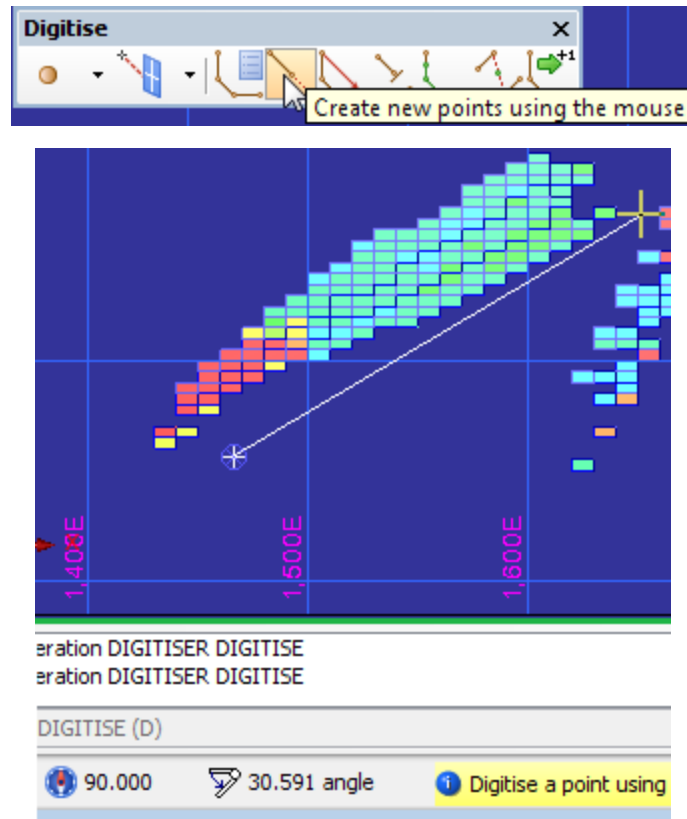 Digitise
+1
Create new points using the mouse
1,400E
1,500E
1,600E
eration DIGITISER DIGITISE
eration DIGITISER DIGITISE
DIGITISE (D)
90.000 30.591 angle Digitise a point using